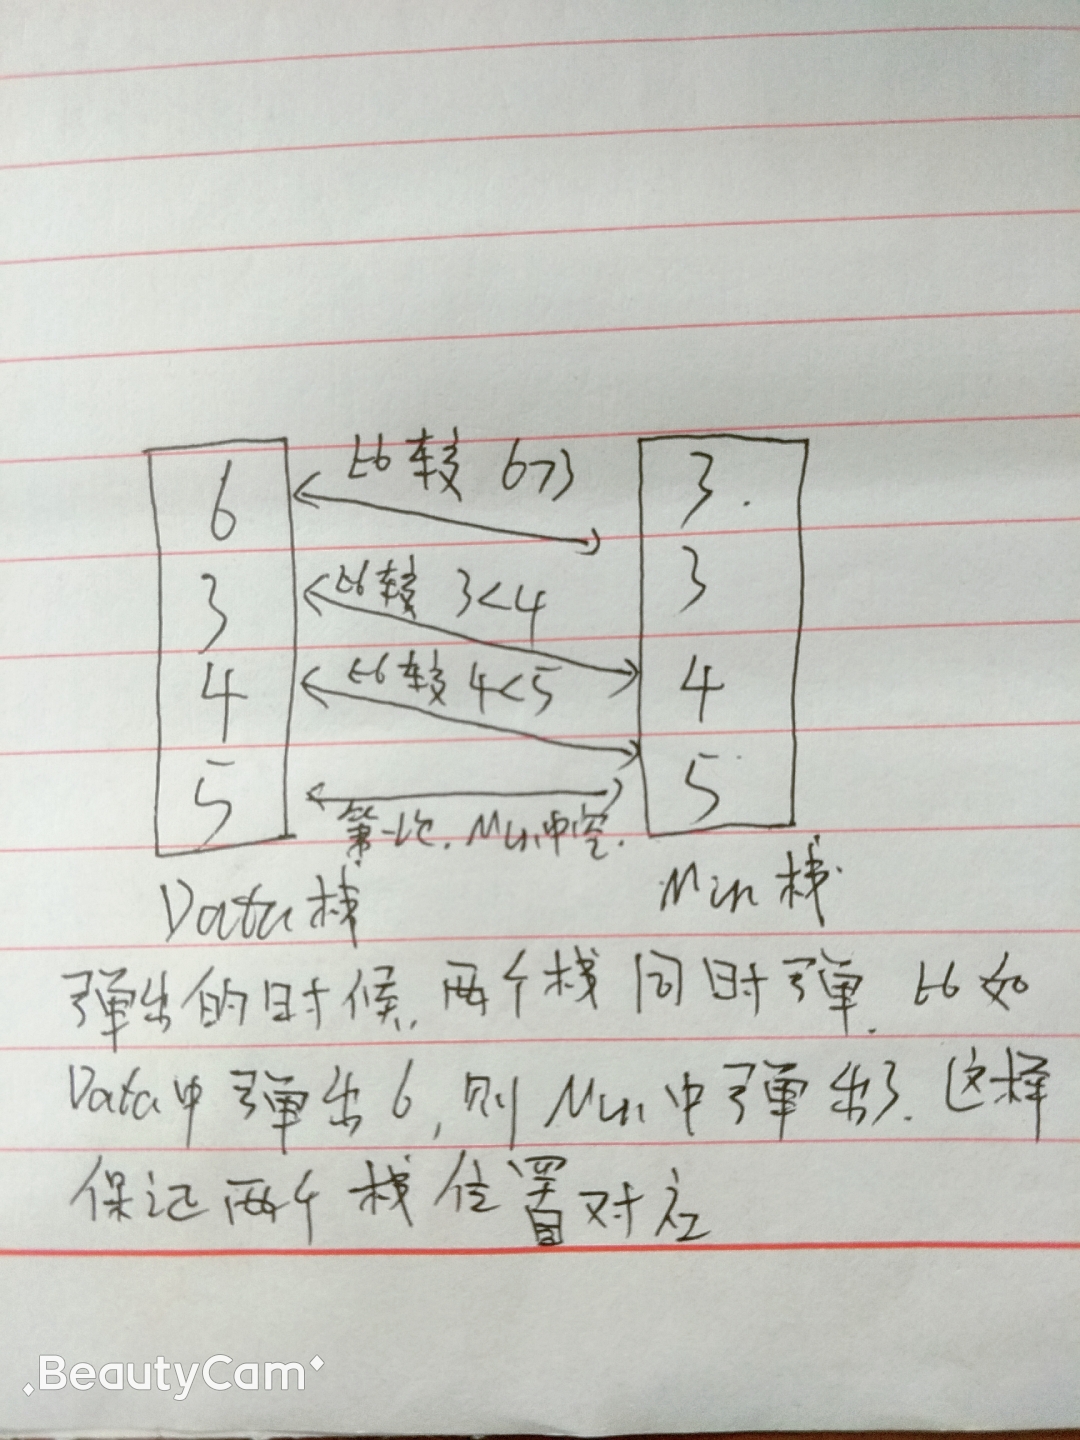 比较 6>3
6 3.
比较 3<4
3 3
比较 4<5
4 4
5 5
第一次.Min中空.
Data栈 Min栈
弹出的时候,两个栈同时弹.比如
Data中弹出6,则Min中弹出3.这样
保证两个栈位置对应
BeautyCam